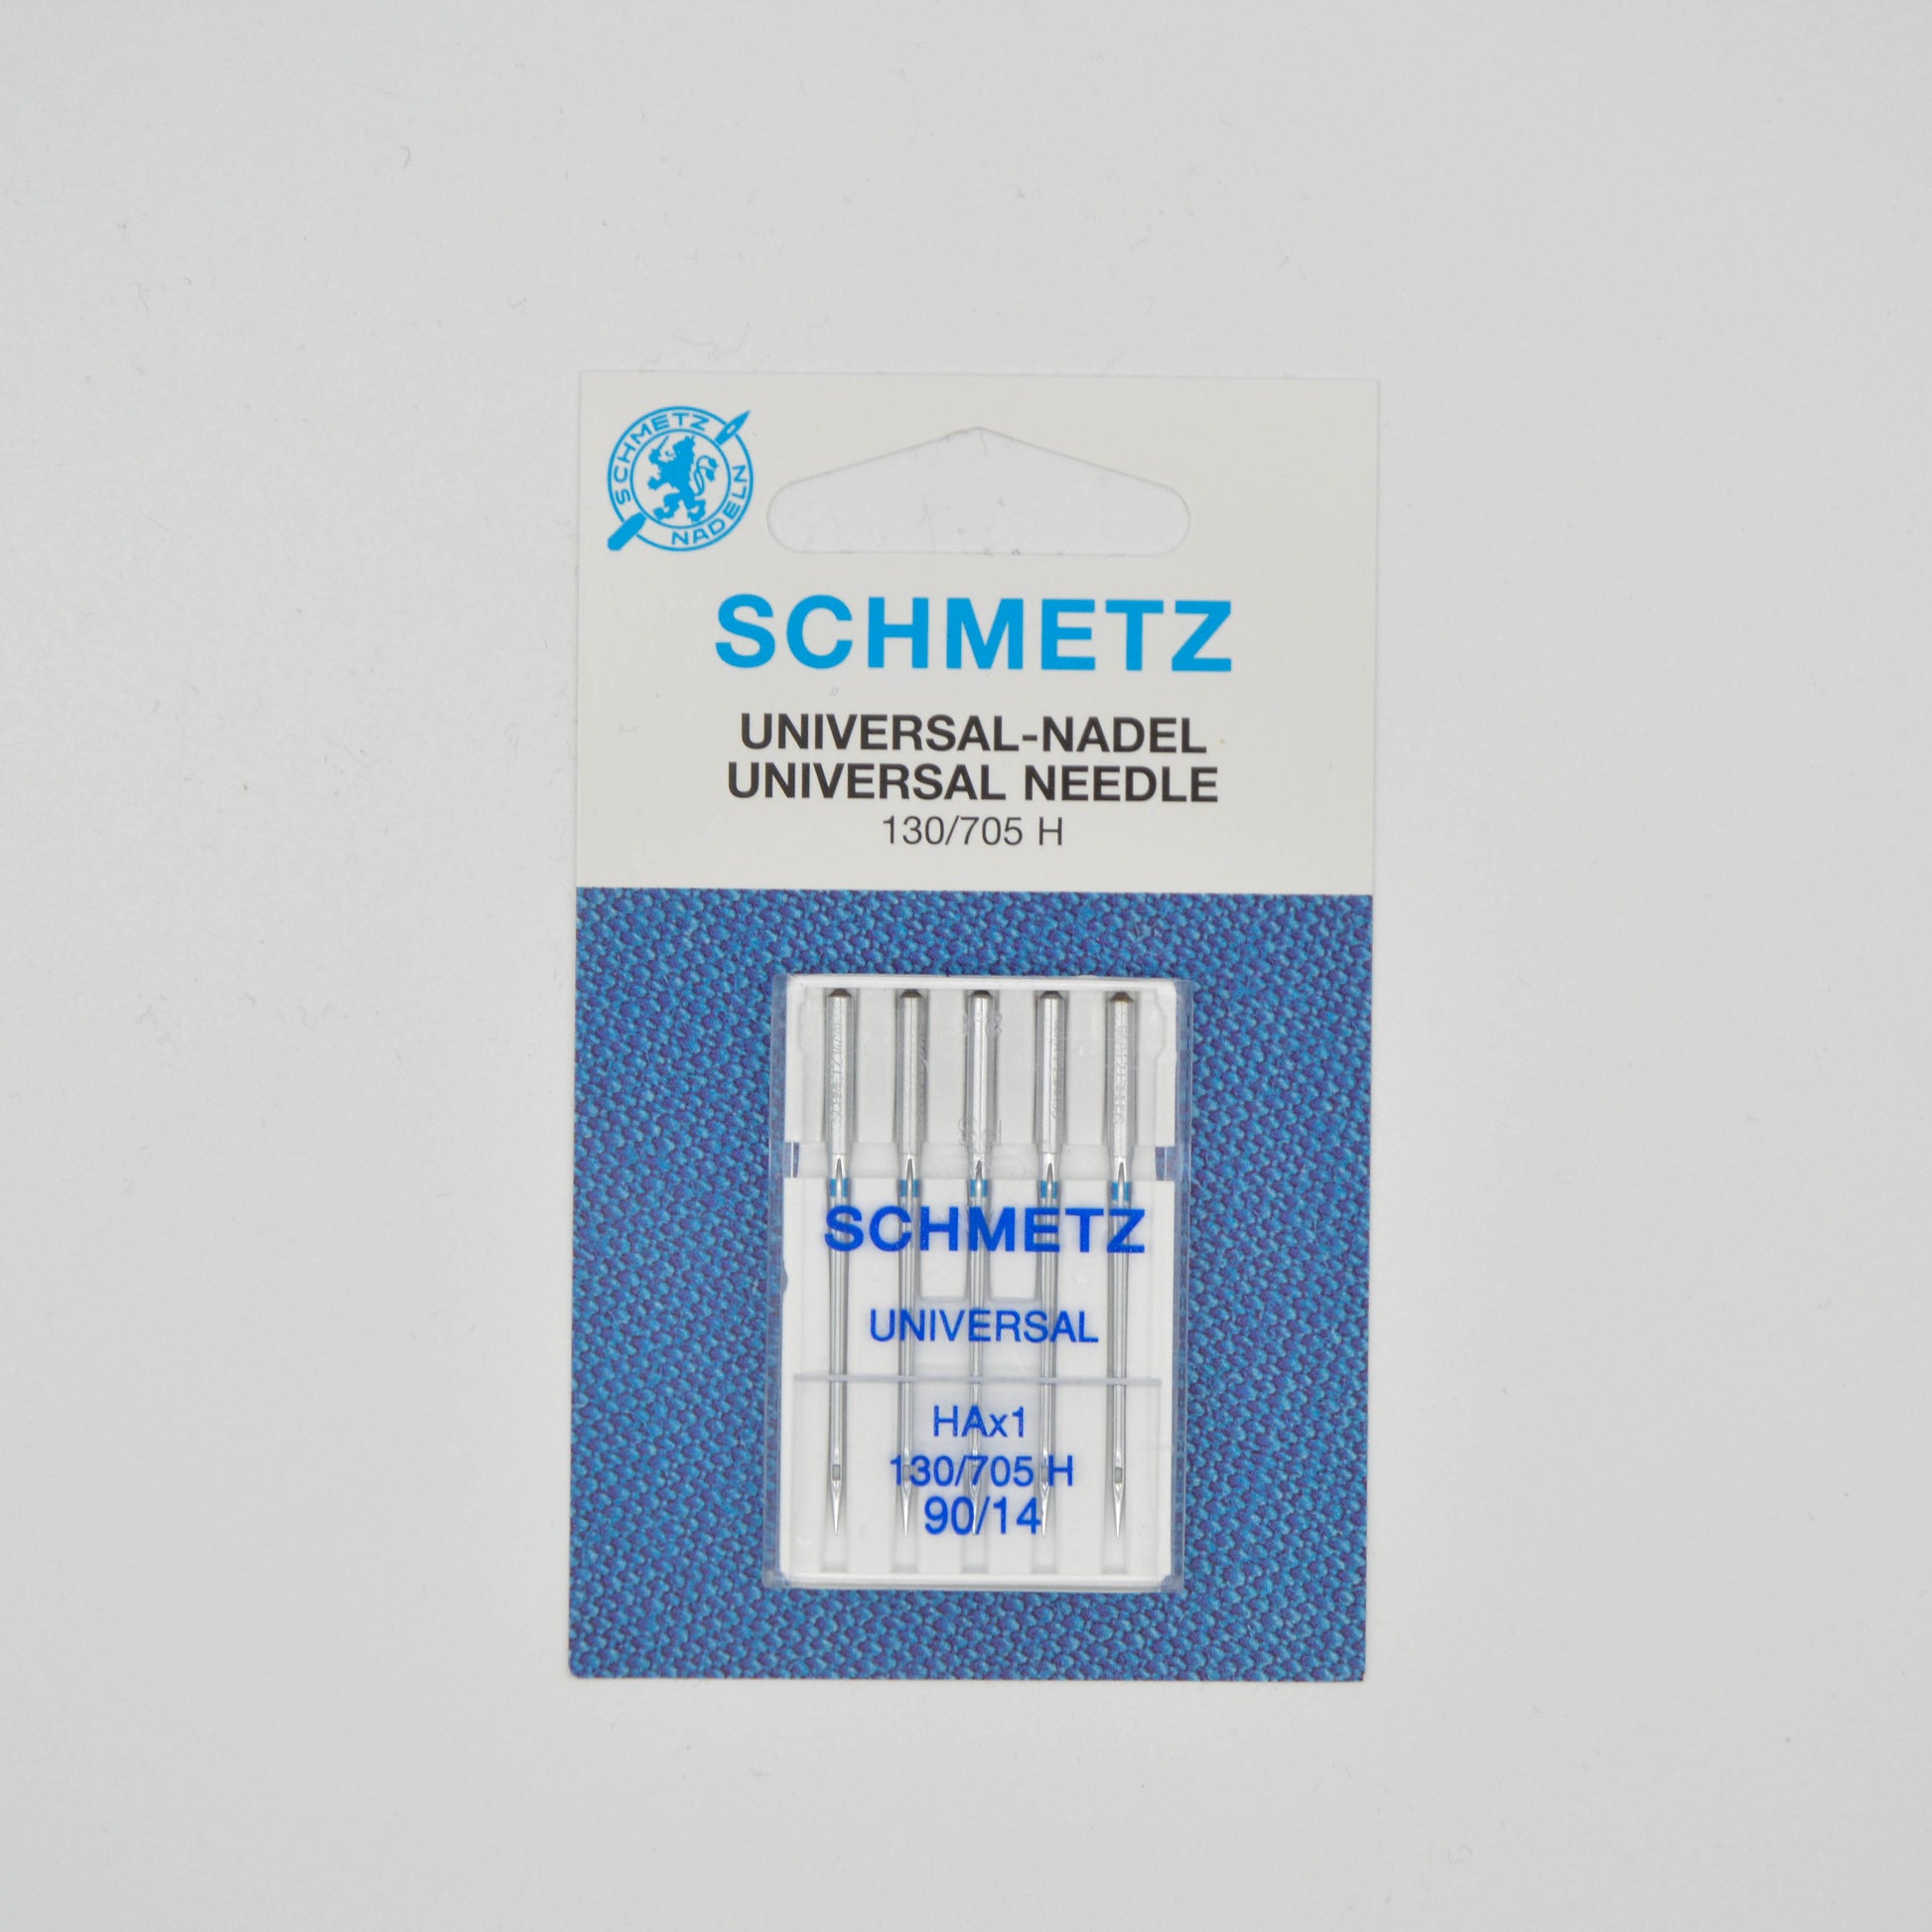 SCHMETZ
NADELN
SCHMETZ
UNIVERSAL-NADEL
UNIVERSAL NEEDLE
130/705 H
SCHMETZ
UNIVERSAL
HAx1
130/705 H
90/14